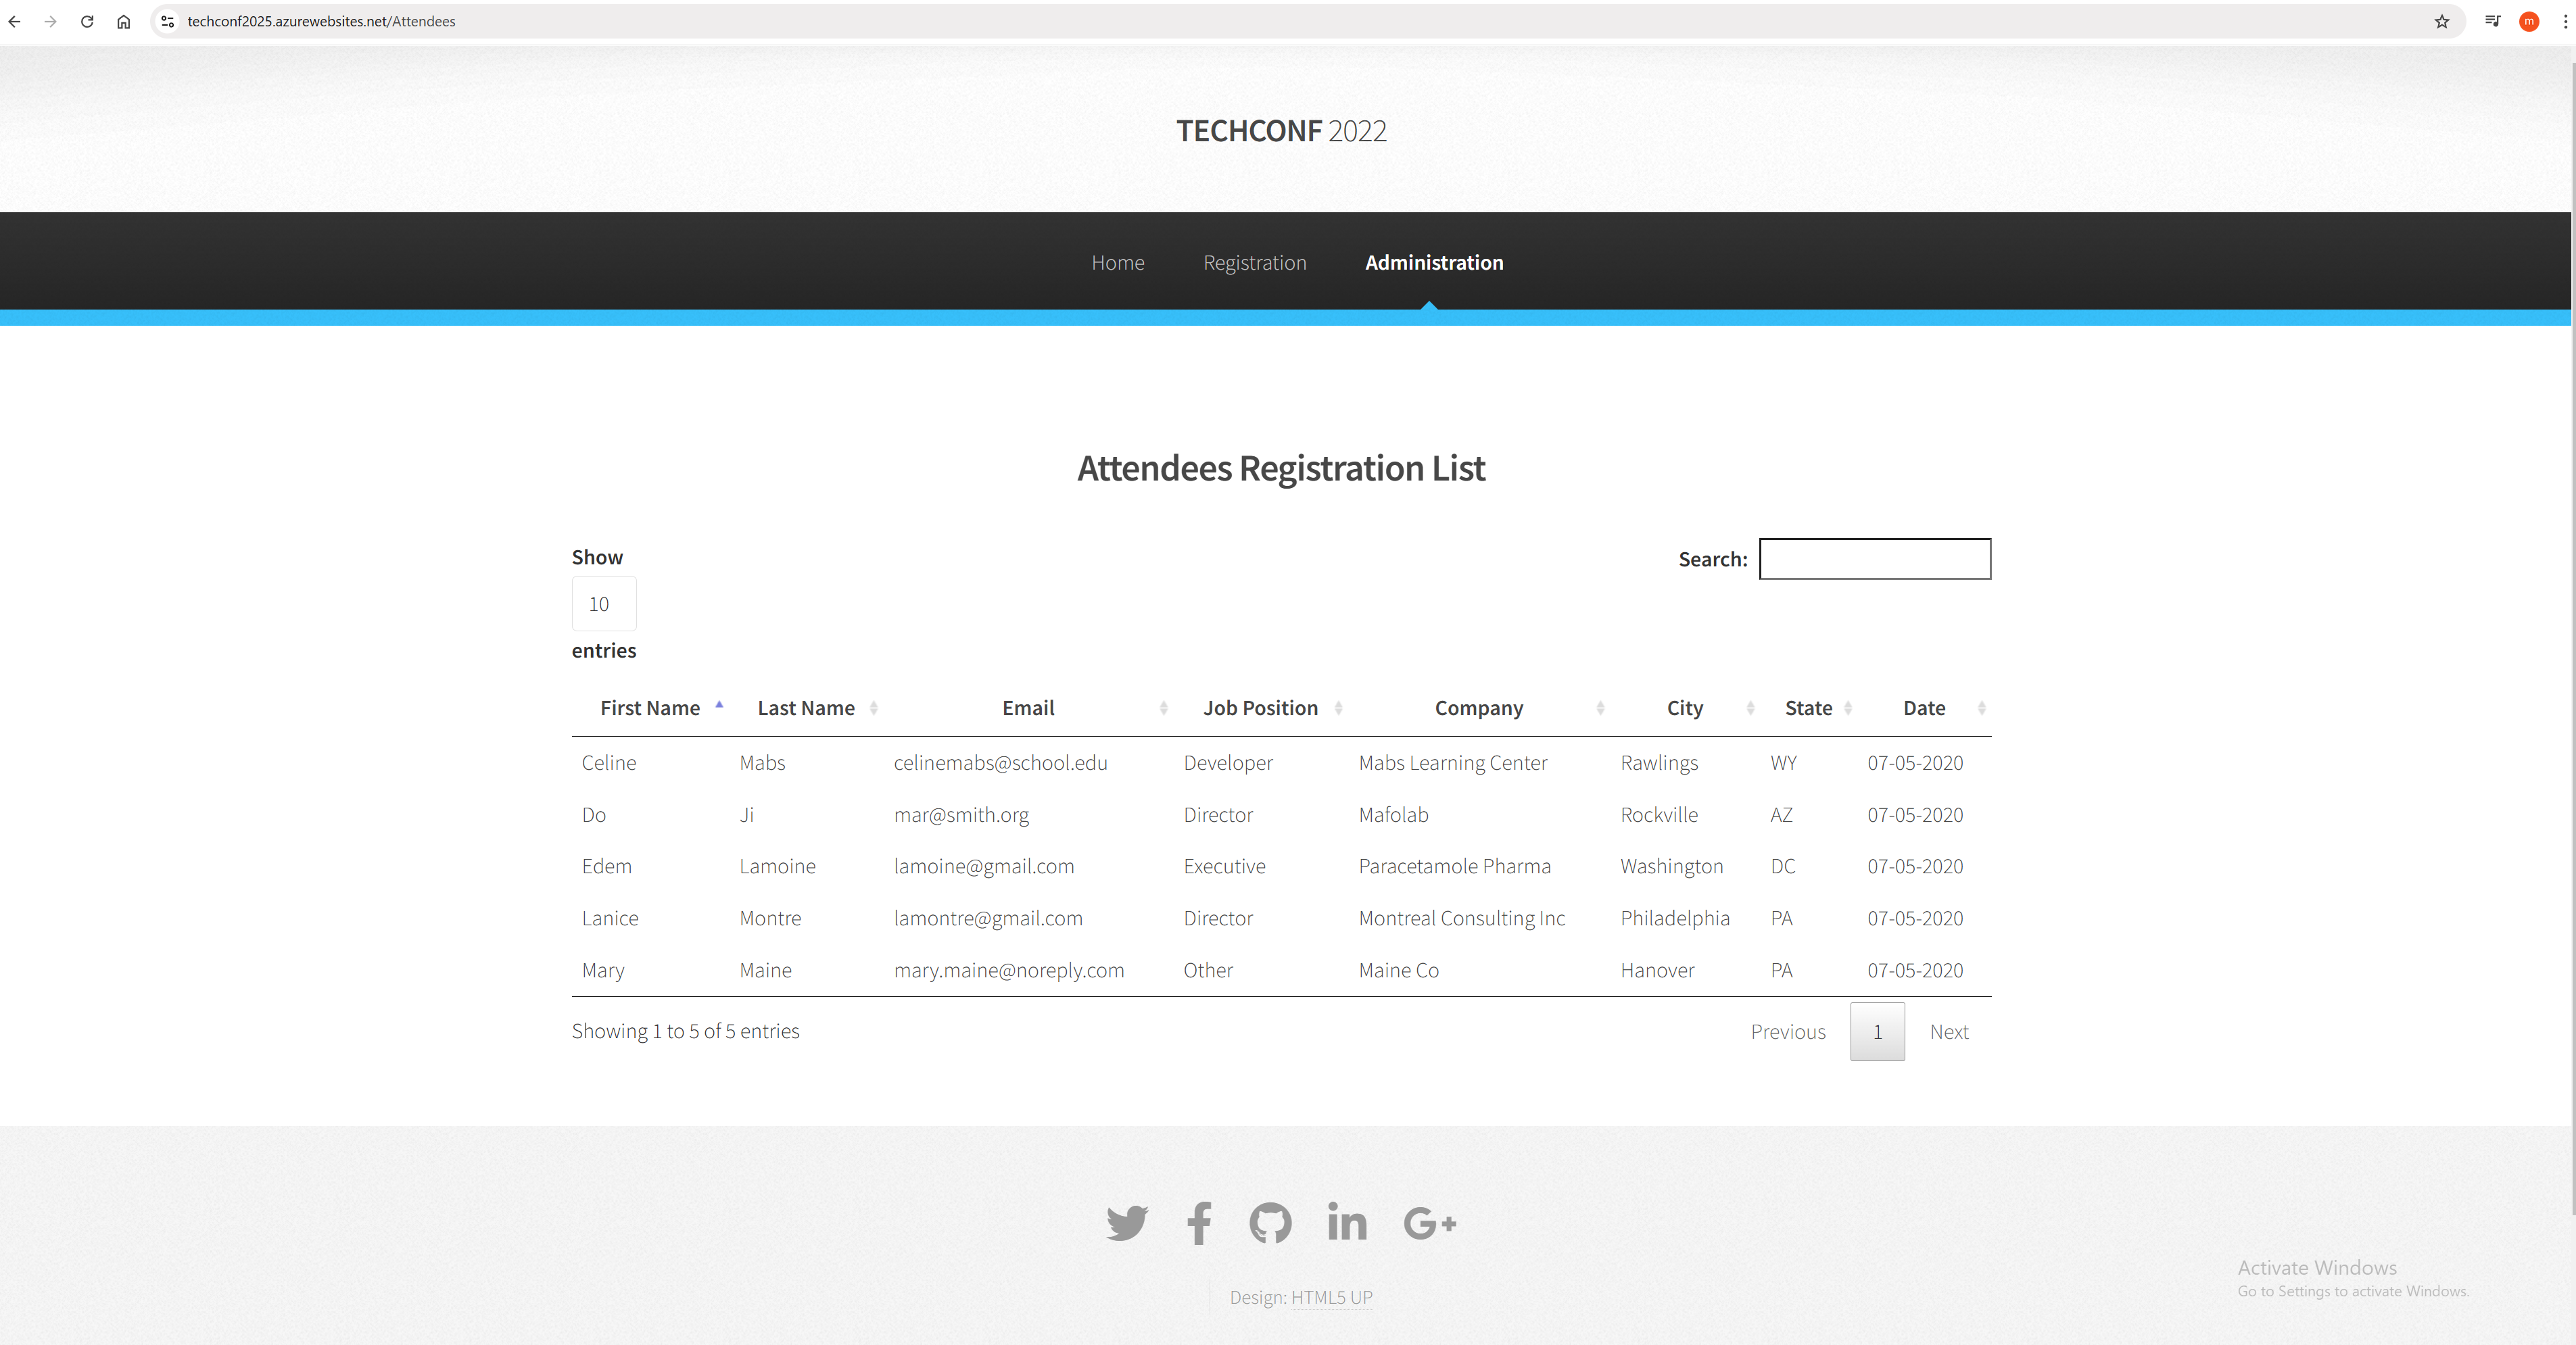 techconf2025.azurewebsites.net/Attendees
m
TECHCONF 2022
Home Registration Administration
Attendees Registration List
Show
10
entries
Search:
First Name Last Name Email Job Position Company City State Date
Celine Mabs celinemabs@school.edu Developer Mabs Learning Center Rawlings WY 07-05-2020
Do Ji mar@smith.org Director Mafolab Rockville AZ 07-05-2020
Edem Lamoine lamoine@gmail.com Executive Paracetamole Pharma Washington DC 07-05-2020
Lanice Montre lamontre@gmail.com Director Montreal Consulting Inc Philadelphia PA 07-05-2020
Mary Maine mary.maine@noreply.com Other Maine Co Hanover PA 07-05-2020
Showing 1 to 5 of 5 entries
Previous 1 Next
Design: HTML5 UP
Activate Windows
Go to Settings to activate Windows.